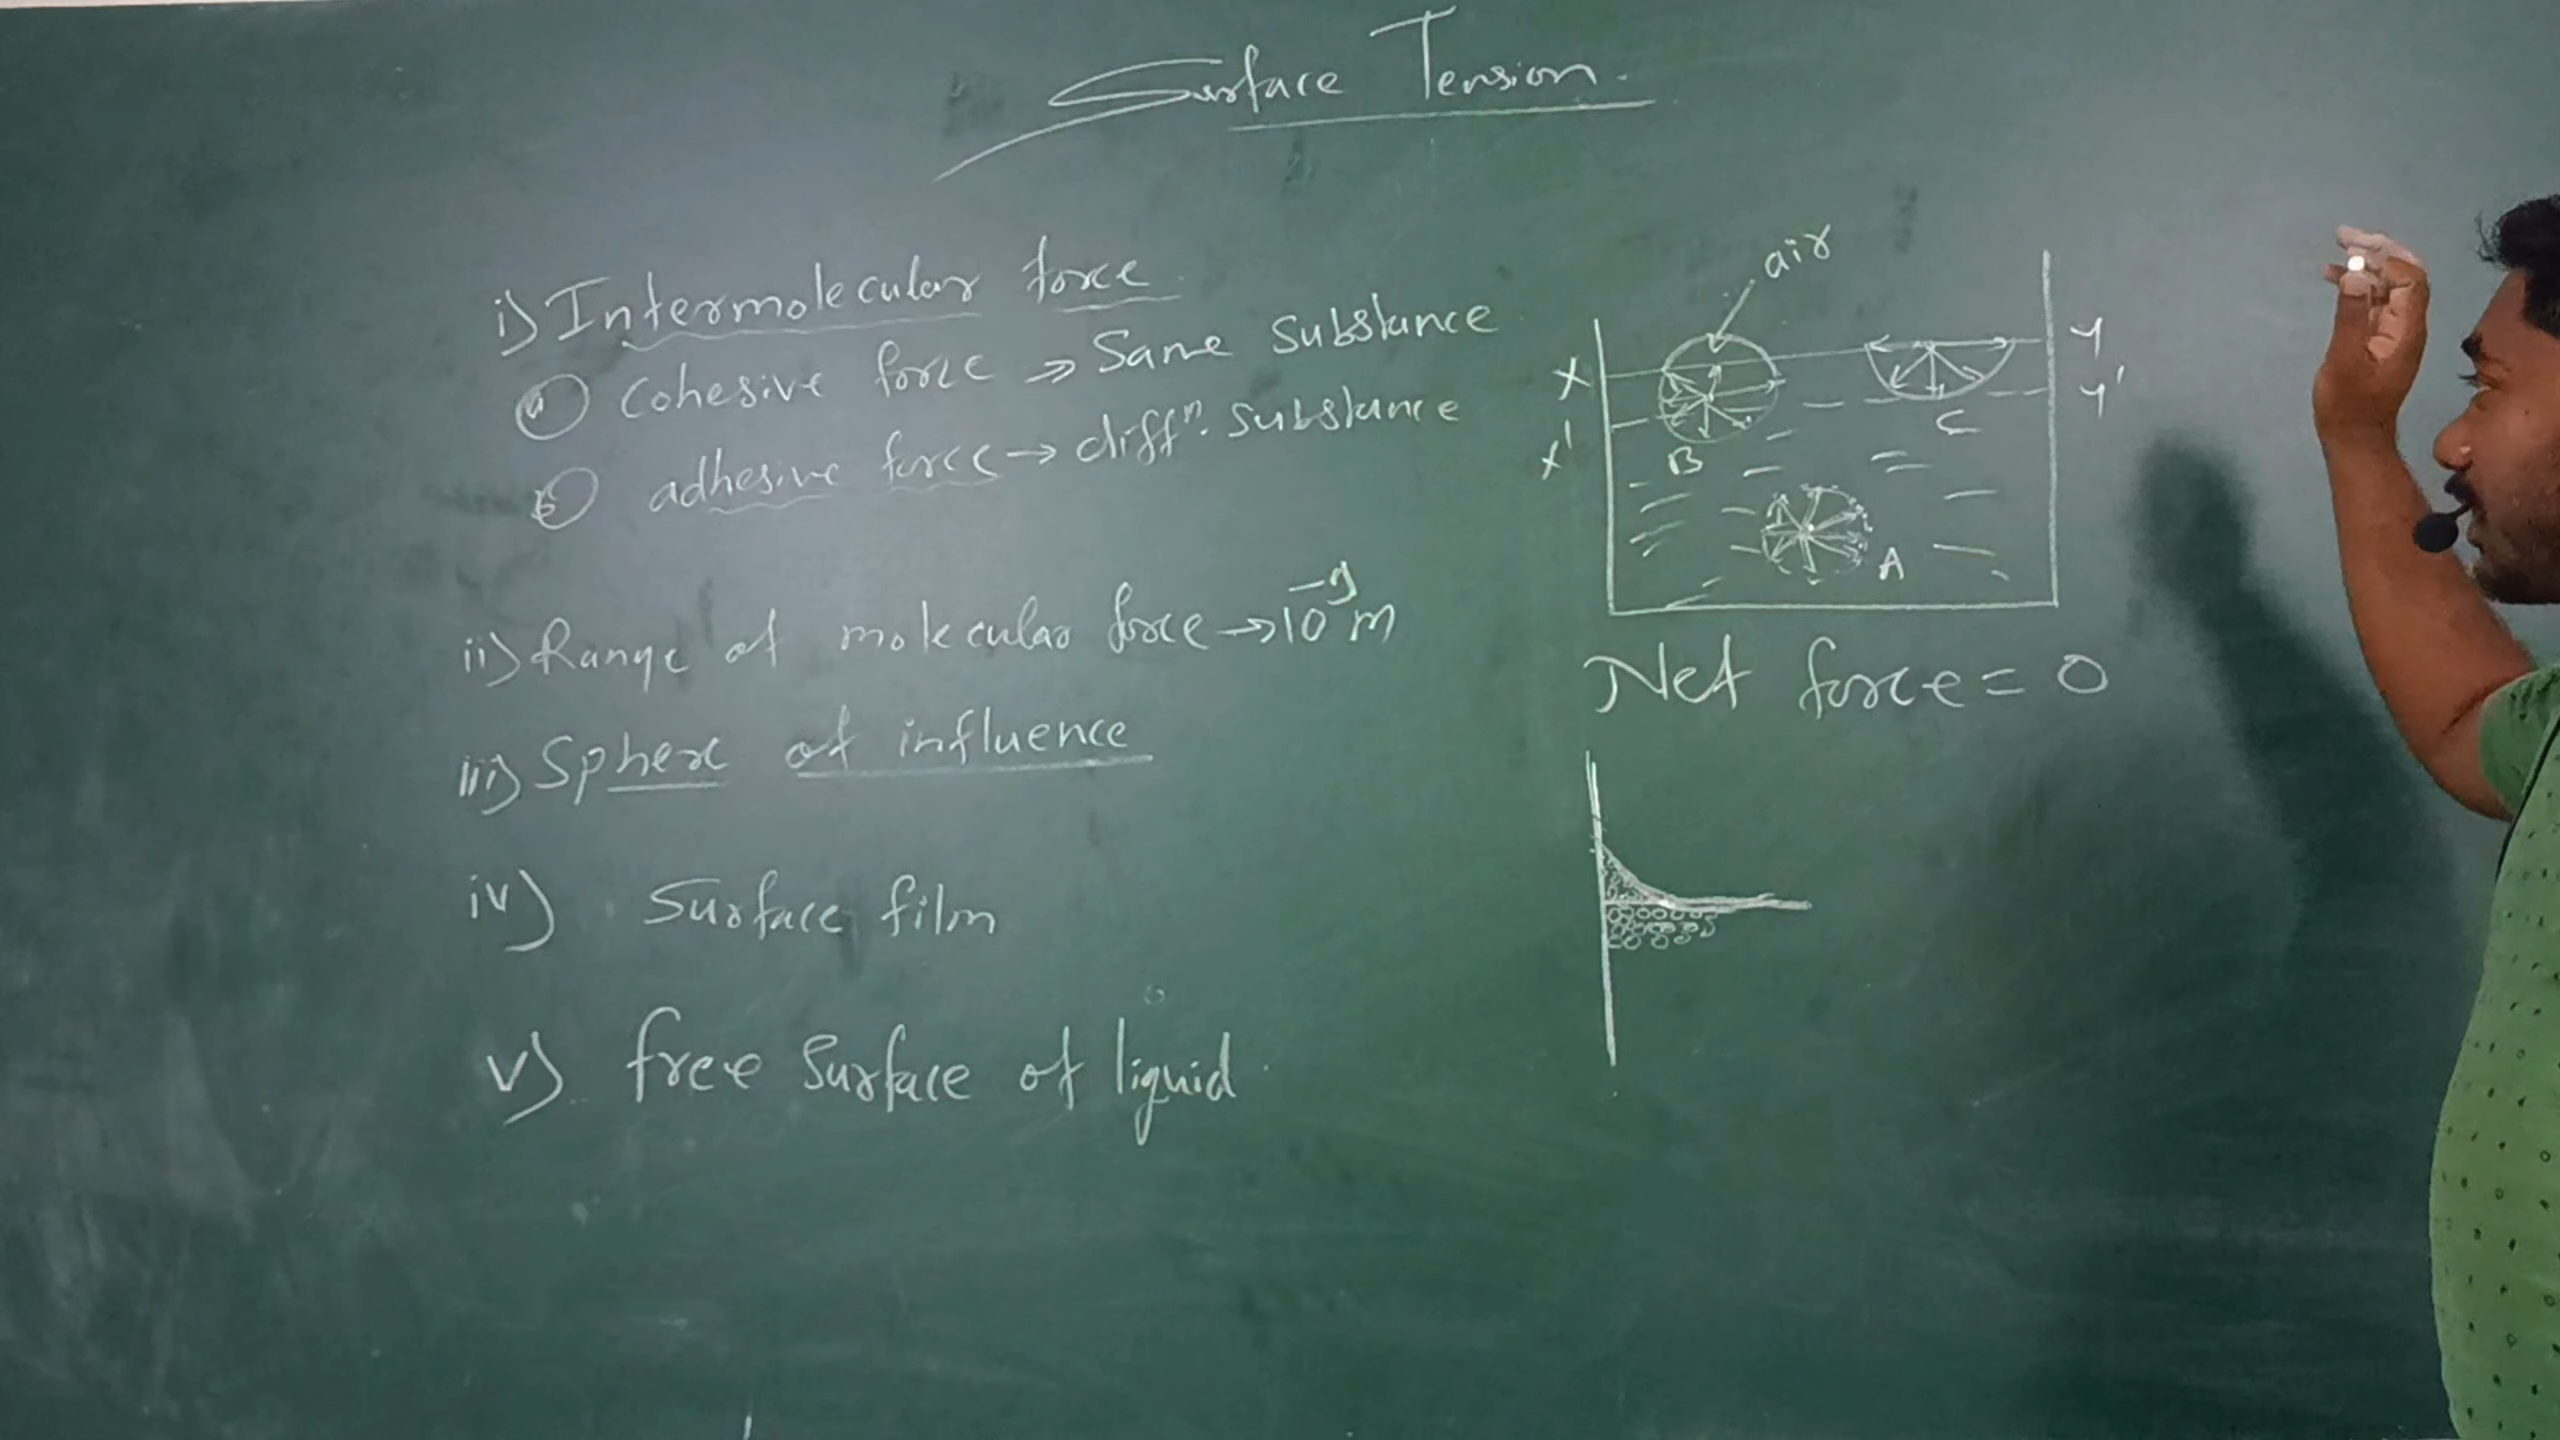 Surface Tension.
i) Intermolecular force.
a) Cohesive force → Same substance
b) adhesive force → diffn. substance
ii) Range of molecular force → 10⁻⁹ m
iii) Sphere of influence
iv) Surface film
v) free surface of liquid.
air
X Y
X' Y'
B C
A
Net force = 0